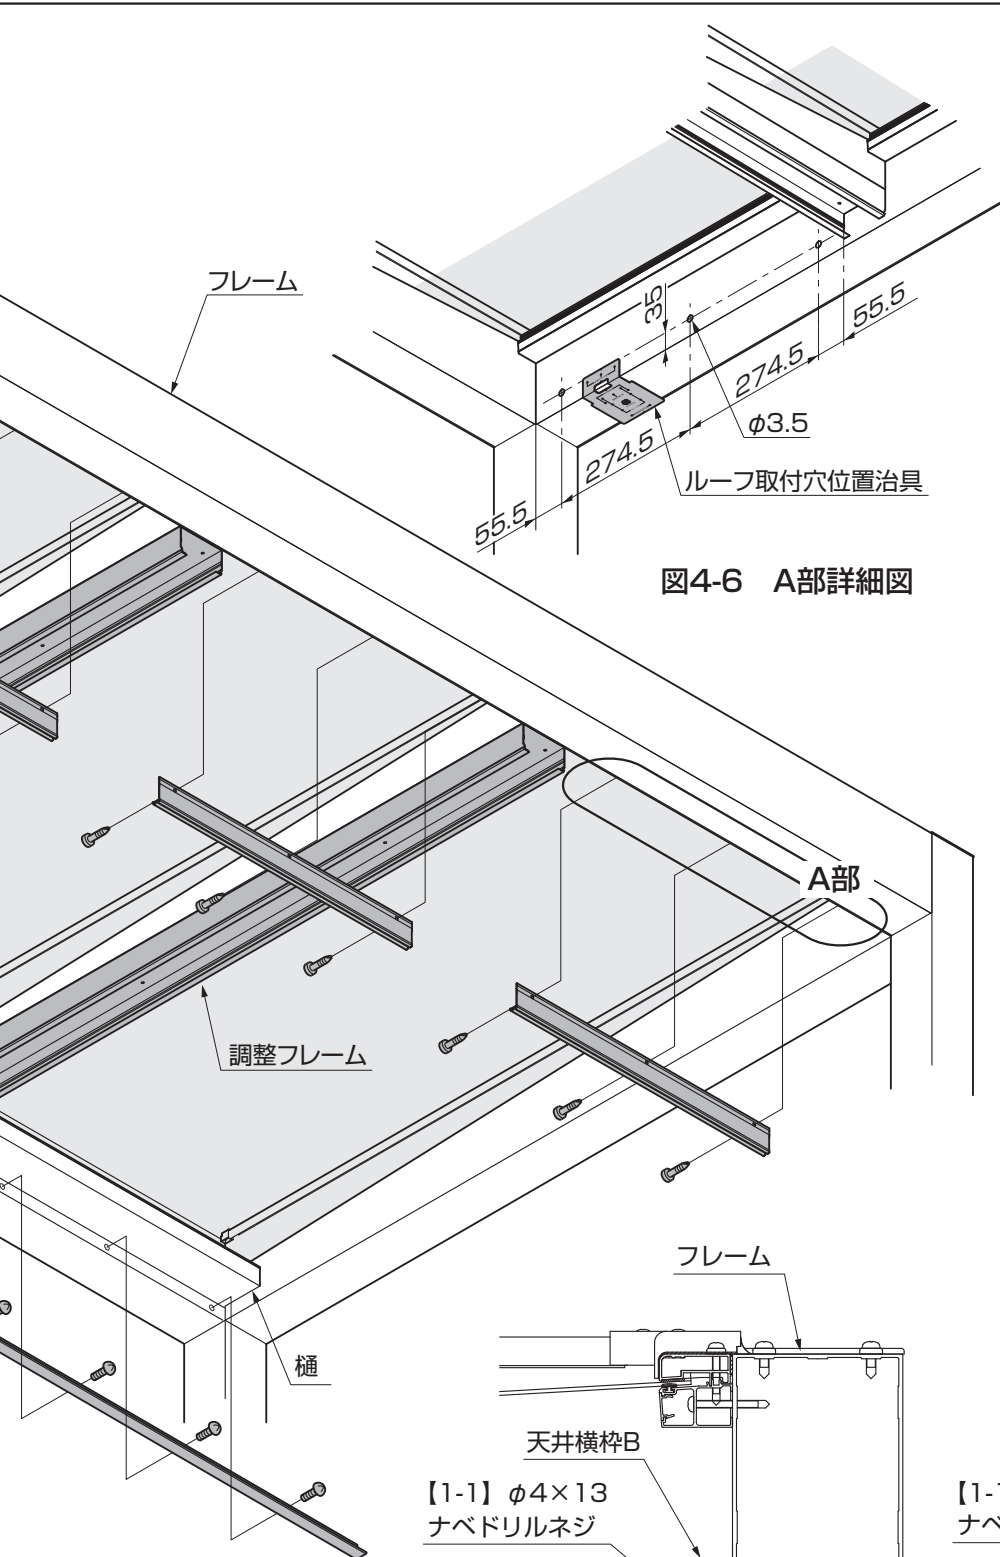 フレーム
35
55.5
274.5
φ3.5
274.5
ルーフ取付穴位置治具
55.5
図4-6 A部詳細図
A部
調整フレーム
フレーム
樋
天井横枠B
【1-1】φ4×13
ナベドリルネジ